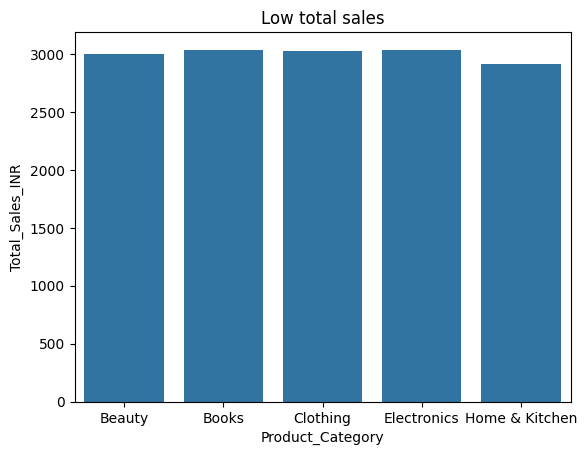 Low total sales
Total_Sales_INR
3000
2500
2000
1500
1000
500
0
Beauty Books Clothing Electronics Home & Kitchen
Product_Category